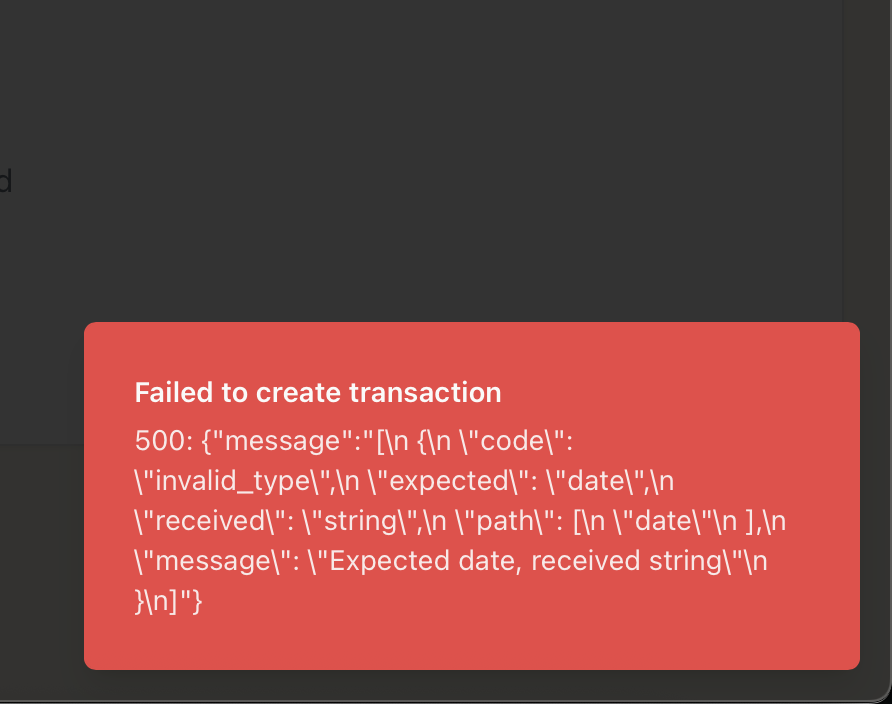 d
Failed to create transaction
500: {"message":"[\n {\n \"code\":
\"invalid_type\",\n \"expected\": \"date\",\n
\"received\": \"string\",\n \"path\": [\n \"date\"\n ],\n
\"message\": \"Expected date, received string\"\n
}\n]"}